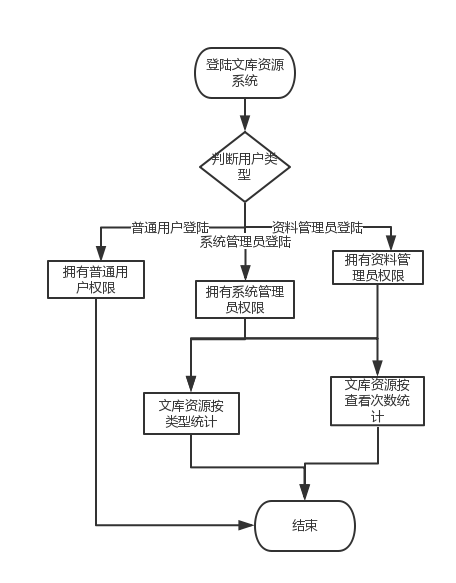 登陆文库资源
系统
判断用户类
型
普通用户登陆
资料管理员登陆
系统管理员登陆
拥有普通用
户权限
拥有系统管理
员权限
拥有资料管
理员权限
文库资源按
类型统计
文库资源按
查看次数统
计
结束